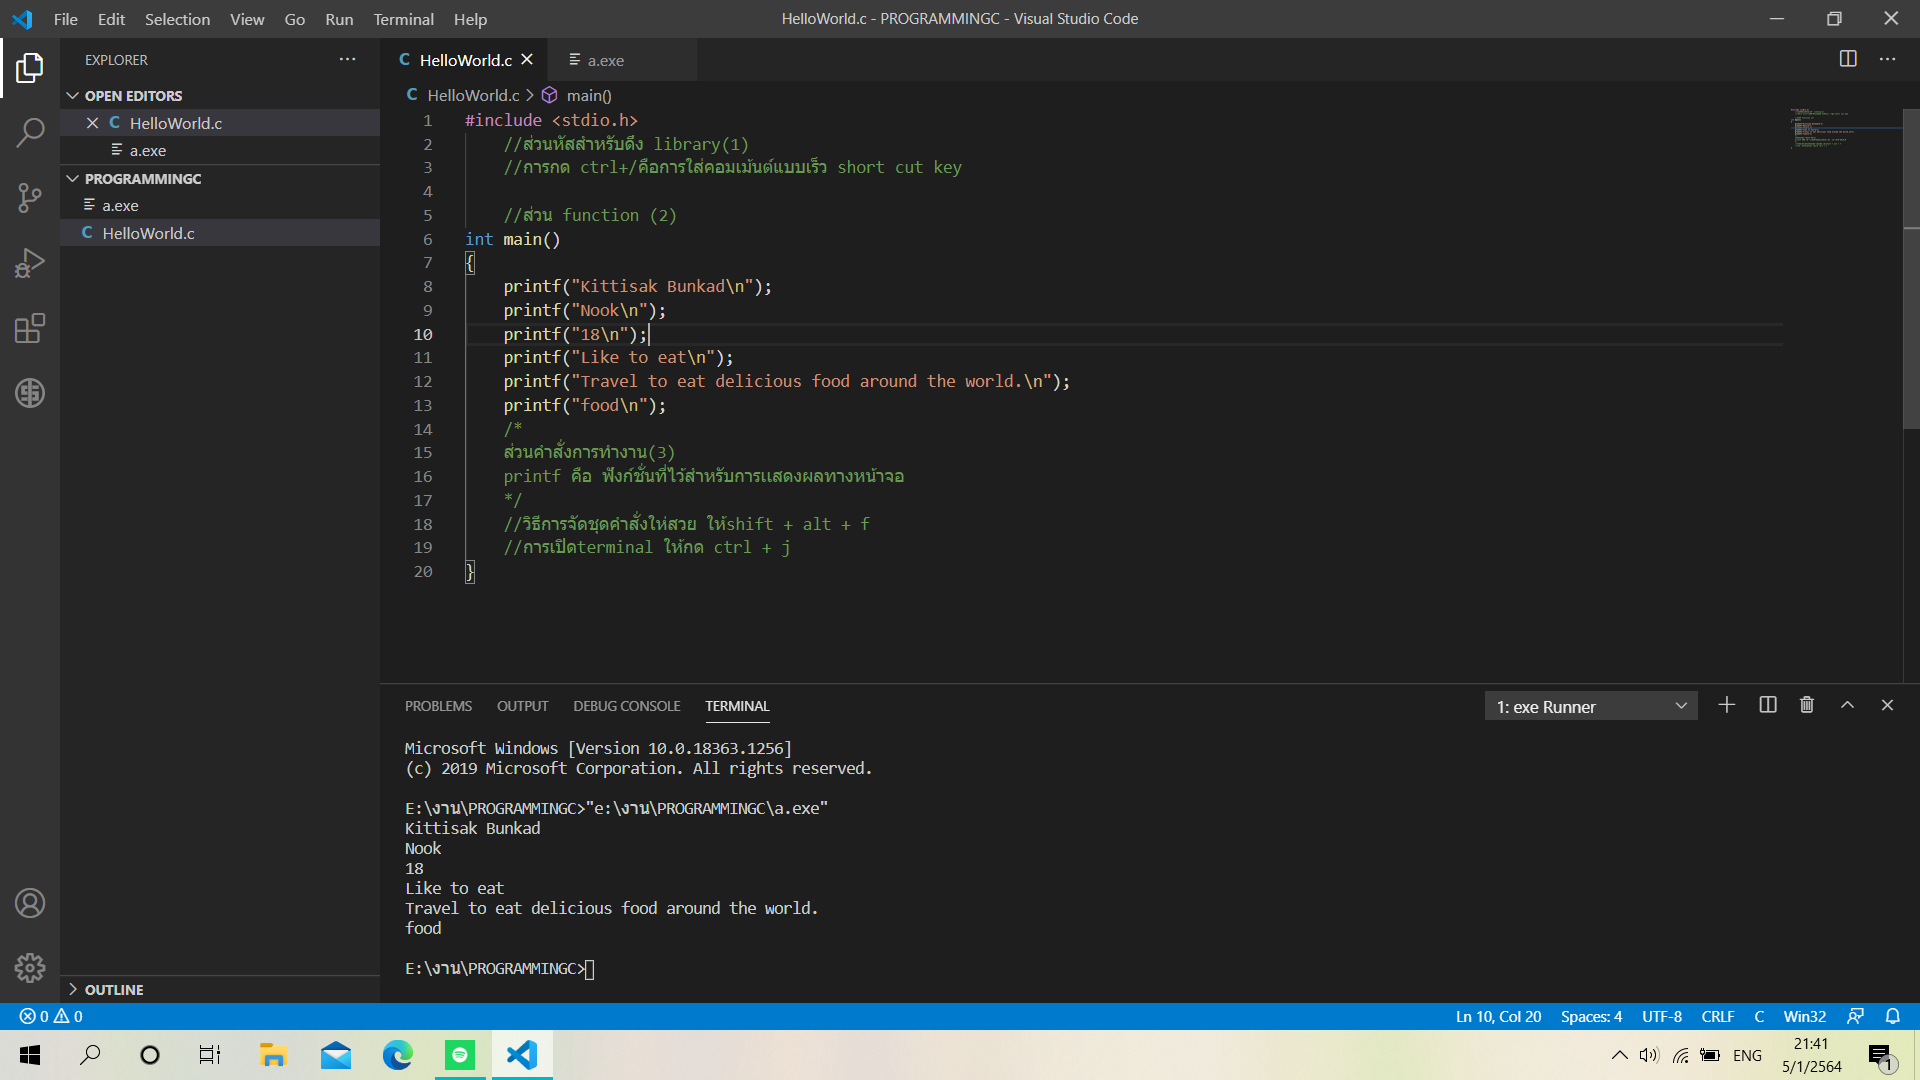 File Edit Selection View Go Run Terminal Help HelloWorld.c - PROGRAMMINGC - Visual Studio Code
EXPLORER
OPEN EDITORS
HelloWorld.c
a.exe
PROGRAMMINGC
a.exe
HelloWorld.c
OUTLINE
HelloWorld.c a.exe
HelloWorld.c > main()
1 #include <stdio.h>
2 //ส่วนหัสสำหรับดึง library(1)
3 //การกด ctrl+/คือการใส่คอมเม้นต์แบบเร็ว short cut key
4
5 //ส่วน function (2)
6 int main()
7 {
8 printf("Kittisak Bunkad\n");
9 printf("Nook\n");
10 printf("18\n");
11 printf("Like to eat\n");
12 printf("Travel to eat delicious food around the world.\n");
13 printf("food\n");
14 /*
15 ส่วนคำสั่งการทำงาน(3)
16 printf คือ ฟังก์ชั่นที่ไว้สำหรับการแสดงผลทางหน้าจอ
17 */
18 //วิธีการจัดชุดคำสั่งให่สวย ให้shift + alt + f
19 //การเปิดterminal ให้กด ctrl + j
20 }
PROBLEMS OUTPUT DEBUG CONSOLE TERMINAL 1: exe Runner
Microsoft Windows [Version 10.0.18363.1256]
(c) 2019 Microsoft Corporation. All rights reserved.
E:\งาน\PROGRAMMINGC>"e:\งาน\PROGRAMMINGC\a.exe"
Kittisak Bunkad
Nook
18
Like to eat
Travel to eat delicious food around the world.
food
E:\งาน\PROGRAMMINGC>
0 0 Ln 10, Col 20 Spaces: 4 UTF-8 CRLF C Win32
ENG
21:41
5/1/2564
1